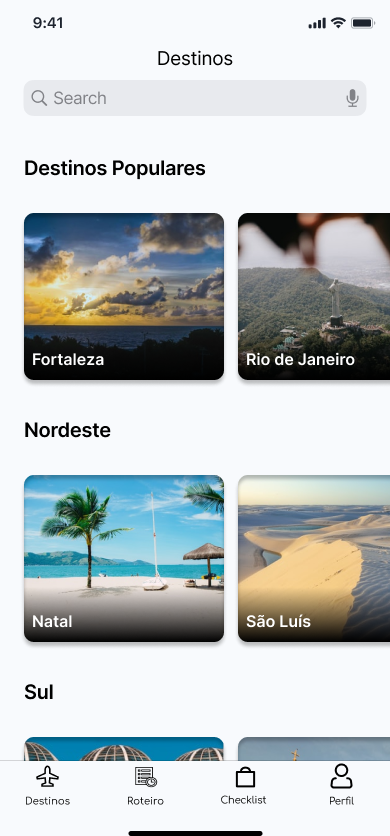 9:41
Destinos
Search
Destinos Populares
Fortaleza
Rio de Janeiro
Nordeste
Natal
São Luís
Sul
Destinos
Roteiro
Checklist
Perfil